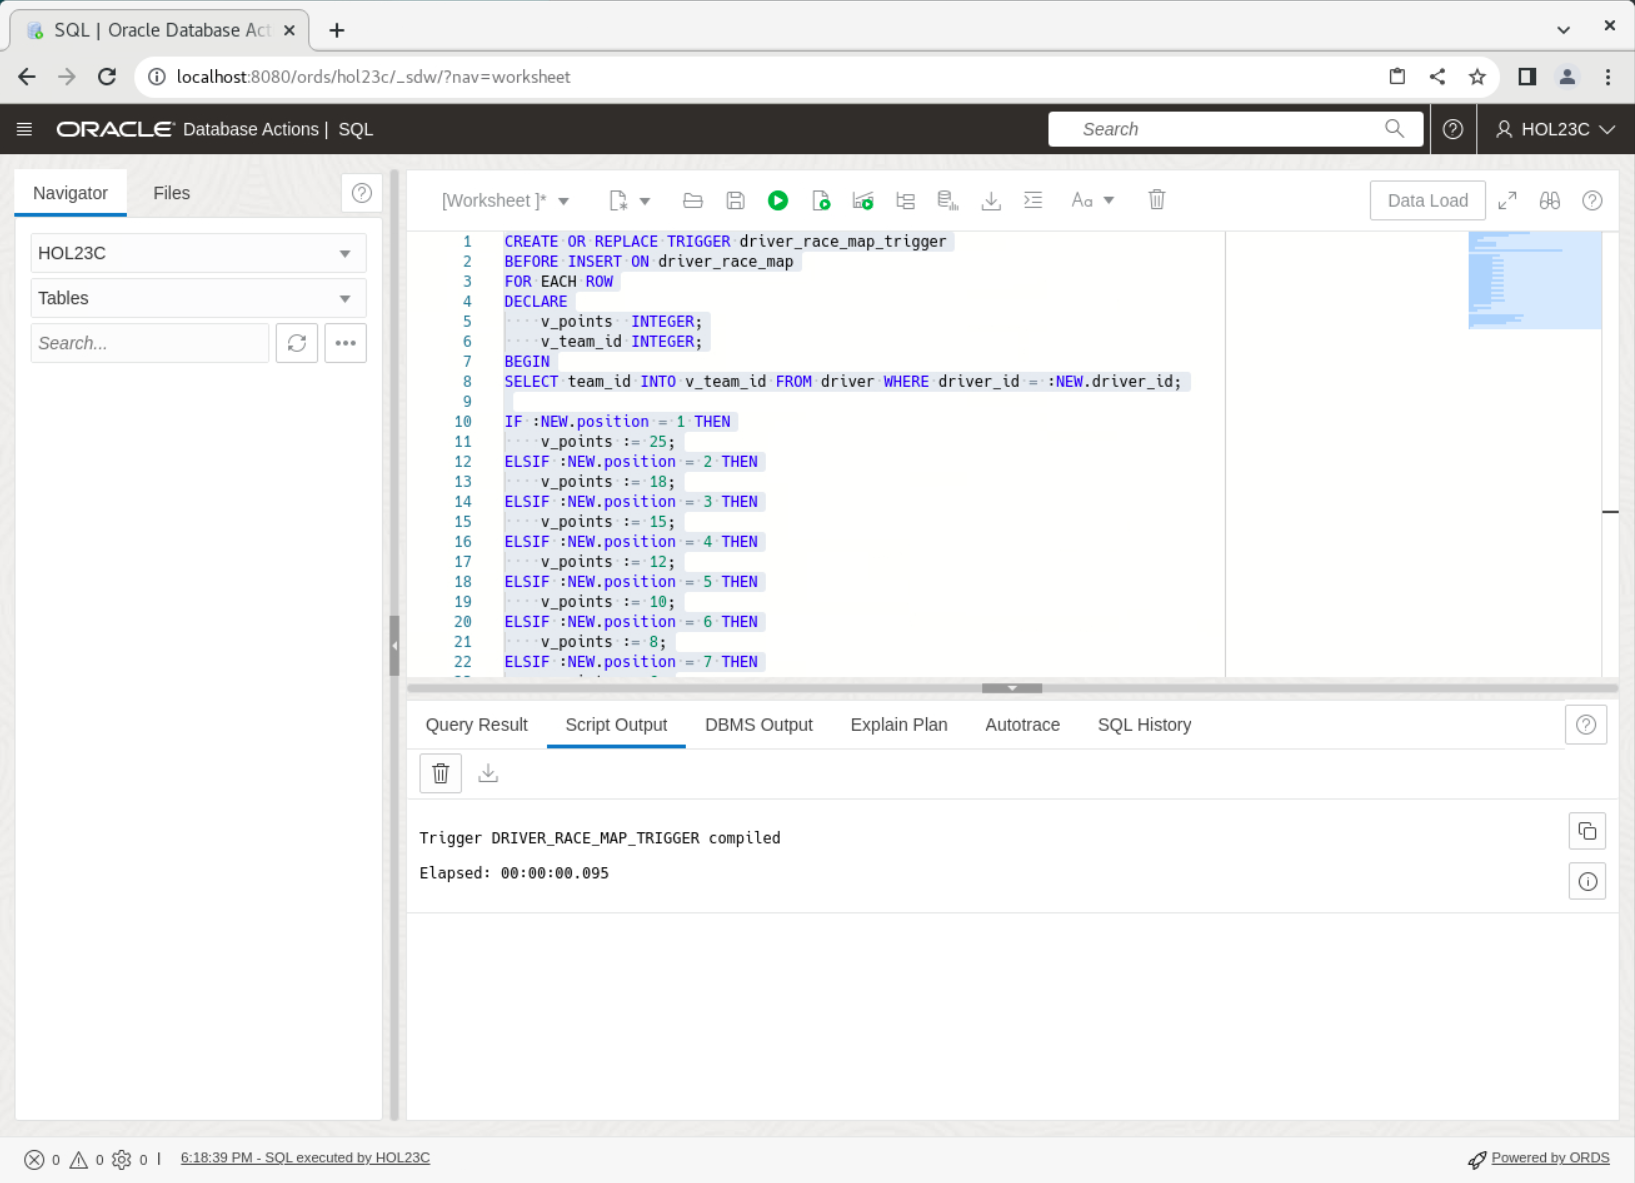 SQL | Oracle Database Act
localhost:8080/ords/hol23c/_sdw/?nav=worksheet
ORACLE Database Actions | SQL
Search
HOL23C
Navigator
Files
HOL23C
Tables
Search...
[Worksheet ]*
Aa
Data Load
1 CREATE OR REPLACE TRIGGER driver_race_map_trigger
2 BEFORE INSERT ON driver_race_map
3 FOR EACH ROW
4 DECLARE
5     v_points  INTEGER;
6     v_team_id INTEGER;
7 BEGIN
8 SELECT team_id INTO v_team_id FROM driver WHERE driver_id = :NEW.driver_id;
9
10 IF :NEW.position = 1 THEN
11     v_points := 25;
12 ELSIF :NEW.position = 2 THEN
13     v_points := 18;
14 ELSIF :NEW.position = 3 THEN
15     v_points := 15;
16 ELSIF :NEW.position = 4 THEN
17     v_points := 12;
18 ELSIF :NEW.position = 5 THEN
19     v_points := 10;
20 ELSIF :NEW.position = 6 THEN
21     v_points := 8;
22 ELSIF :NEW.position = 7 THEN
Query Result
Script Output
DBMS Output
Explain Plan
Autotrace
SQL History
Trigger DRIVER_RACE_MAP_TRIGGER compiled
Elapsed: 00:00:00.095
0 0 0 | 6:18:39 PM - SQL executed by HOL23C
Powered by ORDS